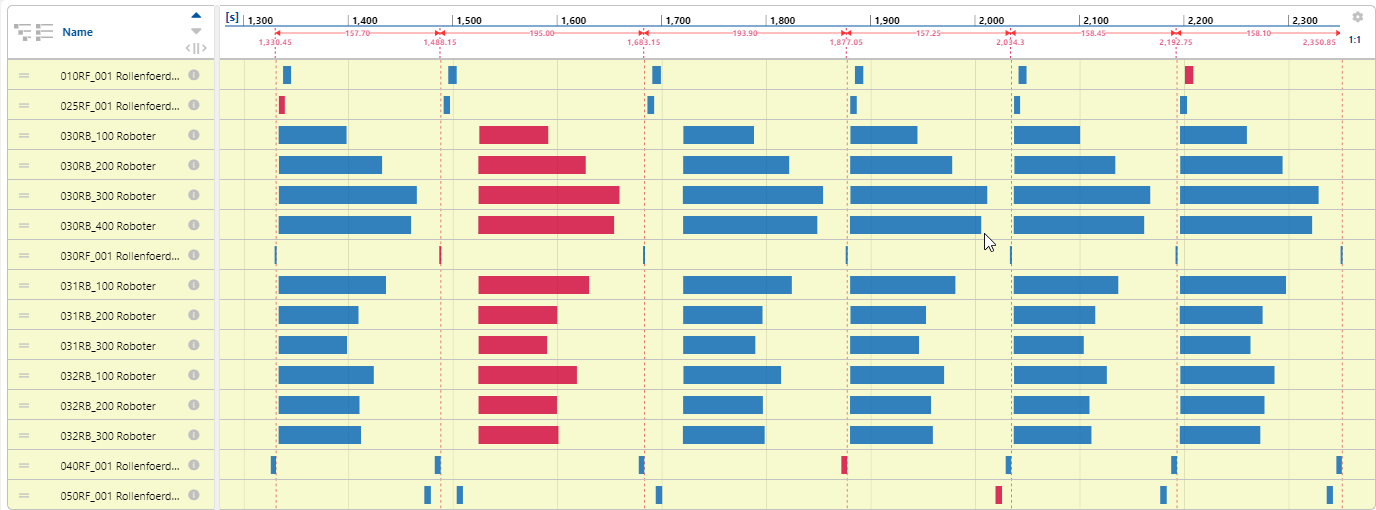 [s] 1,300 1,400 1,500 1,600 1,700 1,800 1,900 2,000 2,100 2,200 2,300
Name
157.70 195.00 193.90 157.25 158.45 158.10
1,330.45 1,488.15 1,683.15 1,877.05 2,034.3 2,192.75 2,350.85 1:1
010RF_001 Rollenfoerd...
025RF_001 Rollenfoerd...
030RB_100 Roboter
030RB_200 Roboter
030RB_300 Roboter
030RB_400 Roboter
030RF_001 Rollenfoerd...
031RB_100 Roboter
031RB_200 Roboter
031RB_300 Roboter
032RB_100 Roboter
032RB_200 Roboter
032RB_300 Roboter
040RF_001 Rollenfoerd...
050RF_001 Rollenfoerd...